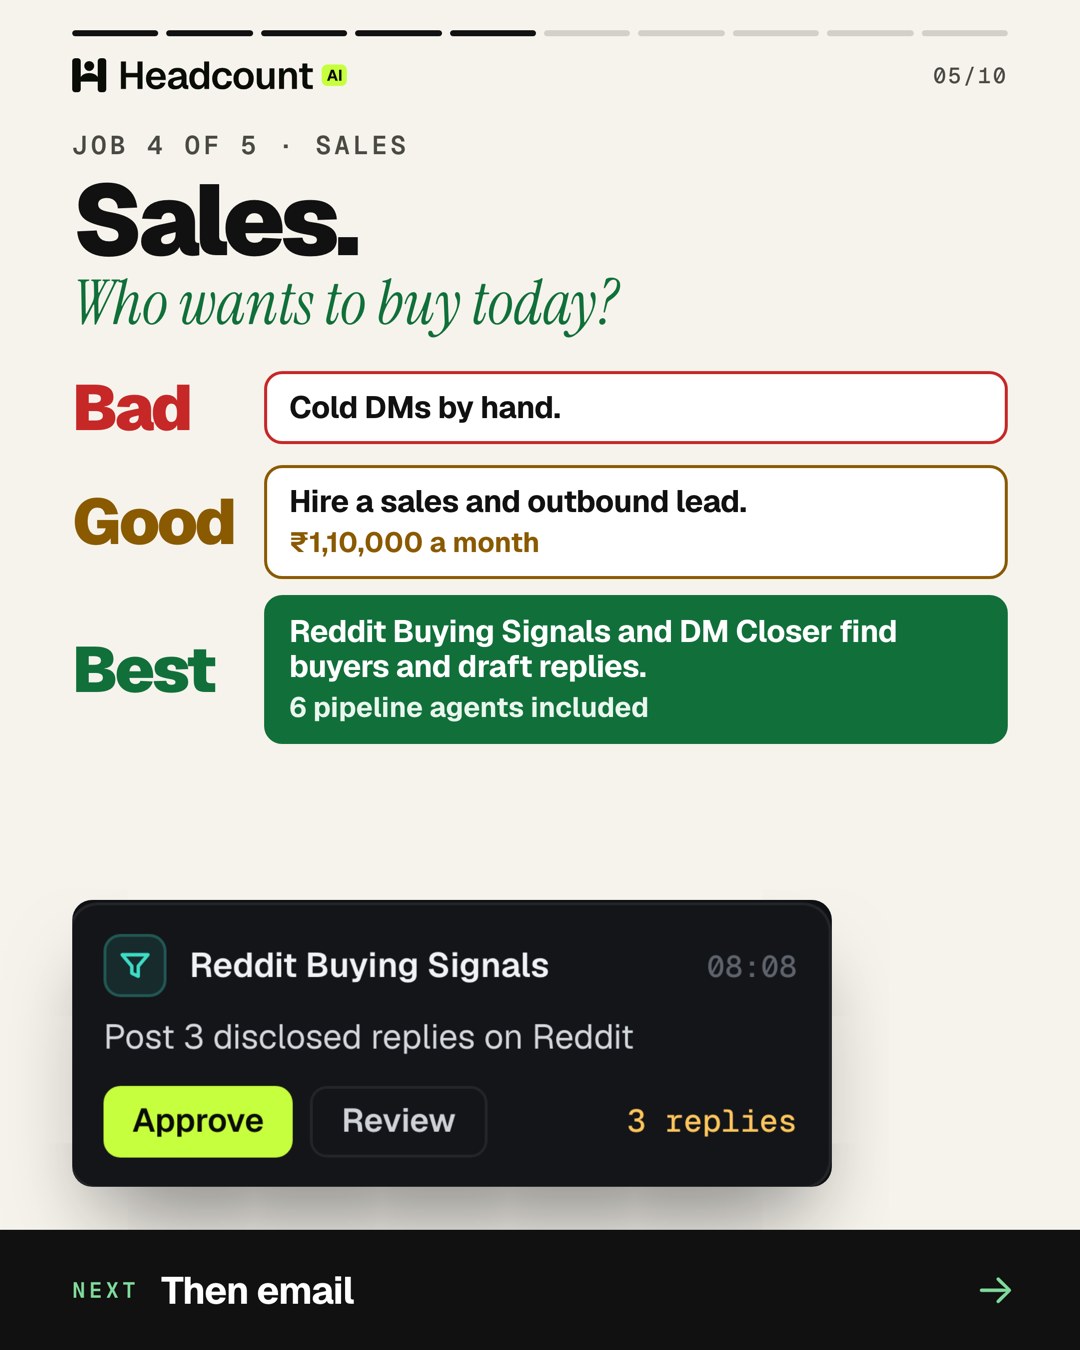 Headcount AI
05/10
JOB 4 OF 5 · SALES
Sales.
Who wants to buy today?
Bad
Cold DMs by hand.
Good
Hire a sales and outbound lead.
₹1,10,000 a month
Best
Reddit Buying Signals and DM Closer find
buyers and draft replies.
6 pipeline agents included
Reddit Buying Signals
08:08
Post 3 disclosed replies on Reddit
Approve
Review
3 replies
NEXT Then email